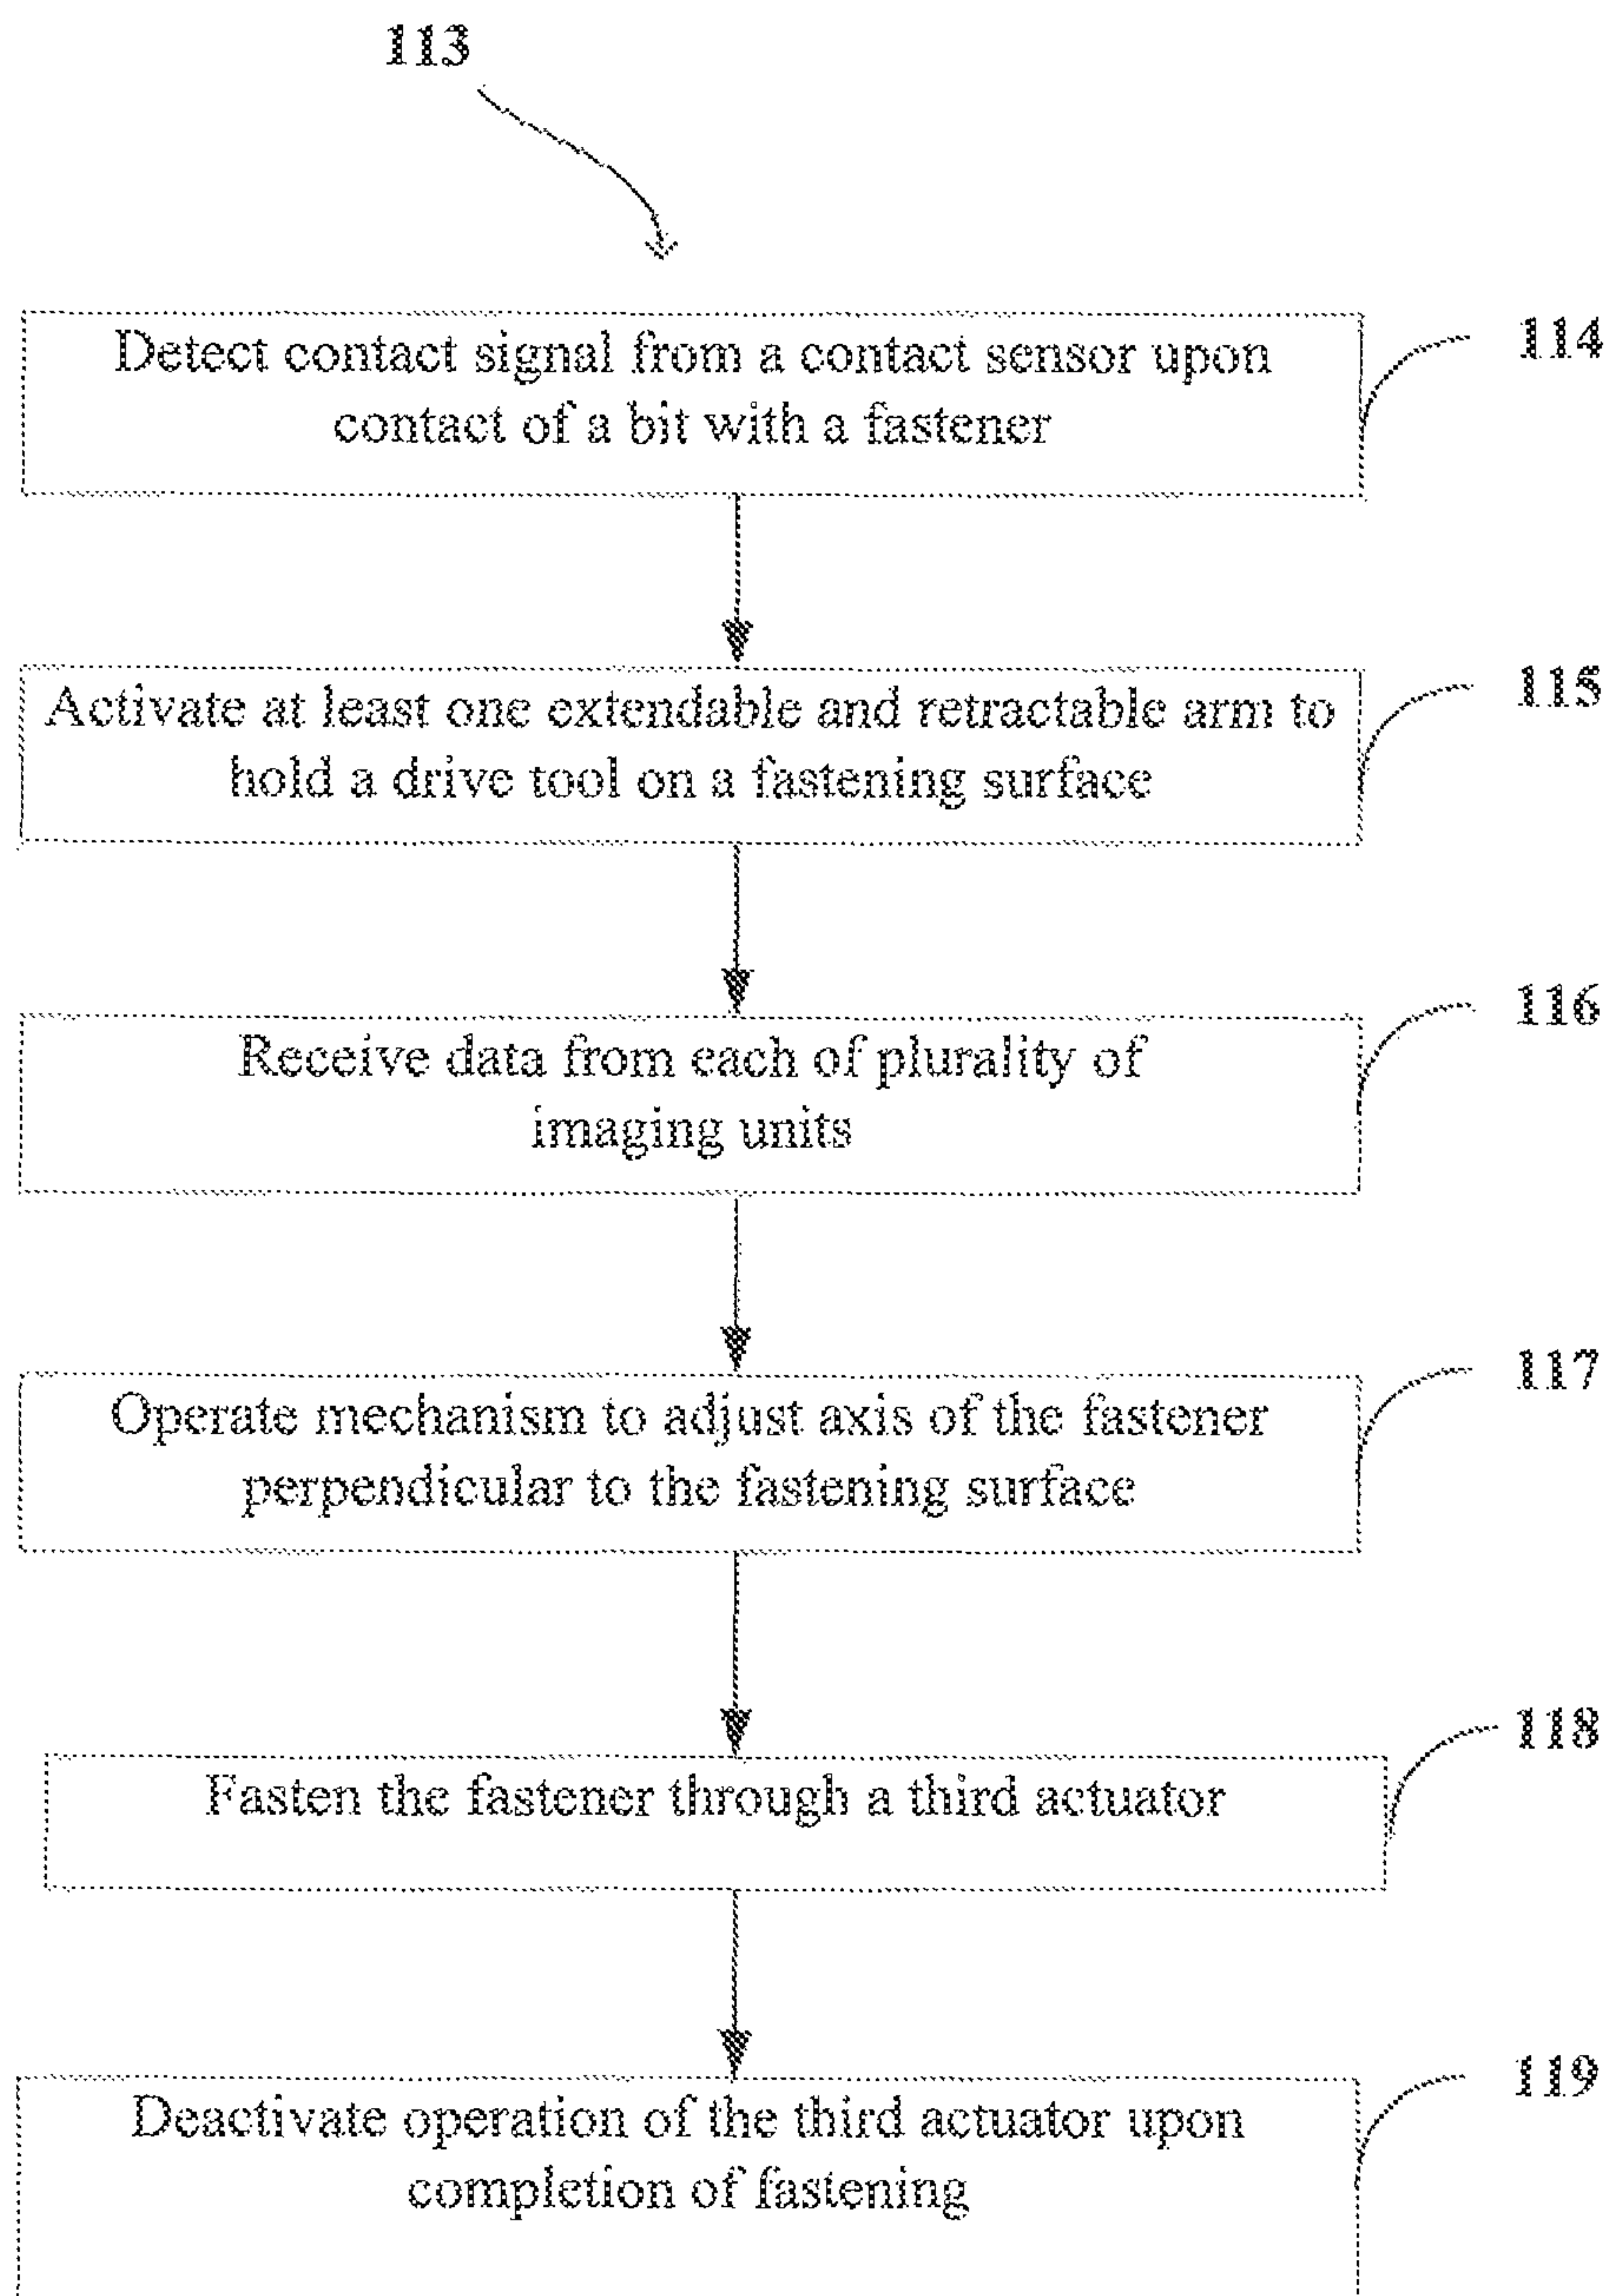 113
Detect contact signal from a contact sensor upon
contact of a bit with a fastener
114
Activate at least one extendable and retractable arm to
hold a drive tool on a fastening surface
115
Receive data from each of plurality of
imaging units
116
Operate mechanism to adjust axis of the fastener
perpendicular to the fastening surface
117
Fasten the fastener through a third actuator
118
Deactivate operation of the third actuator upon
completion of fastening
119